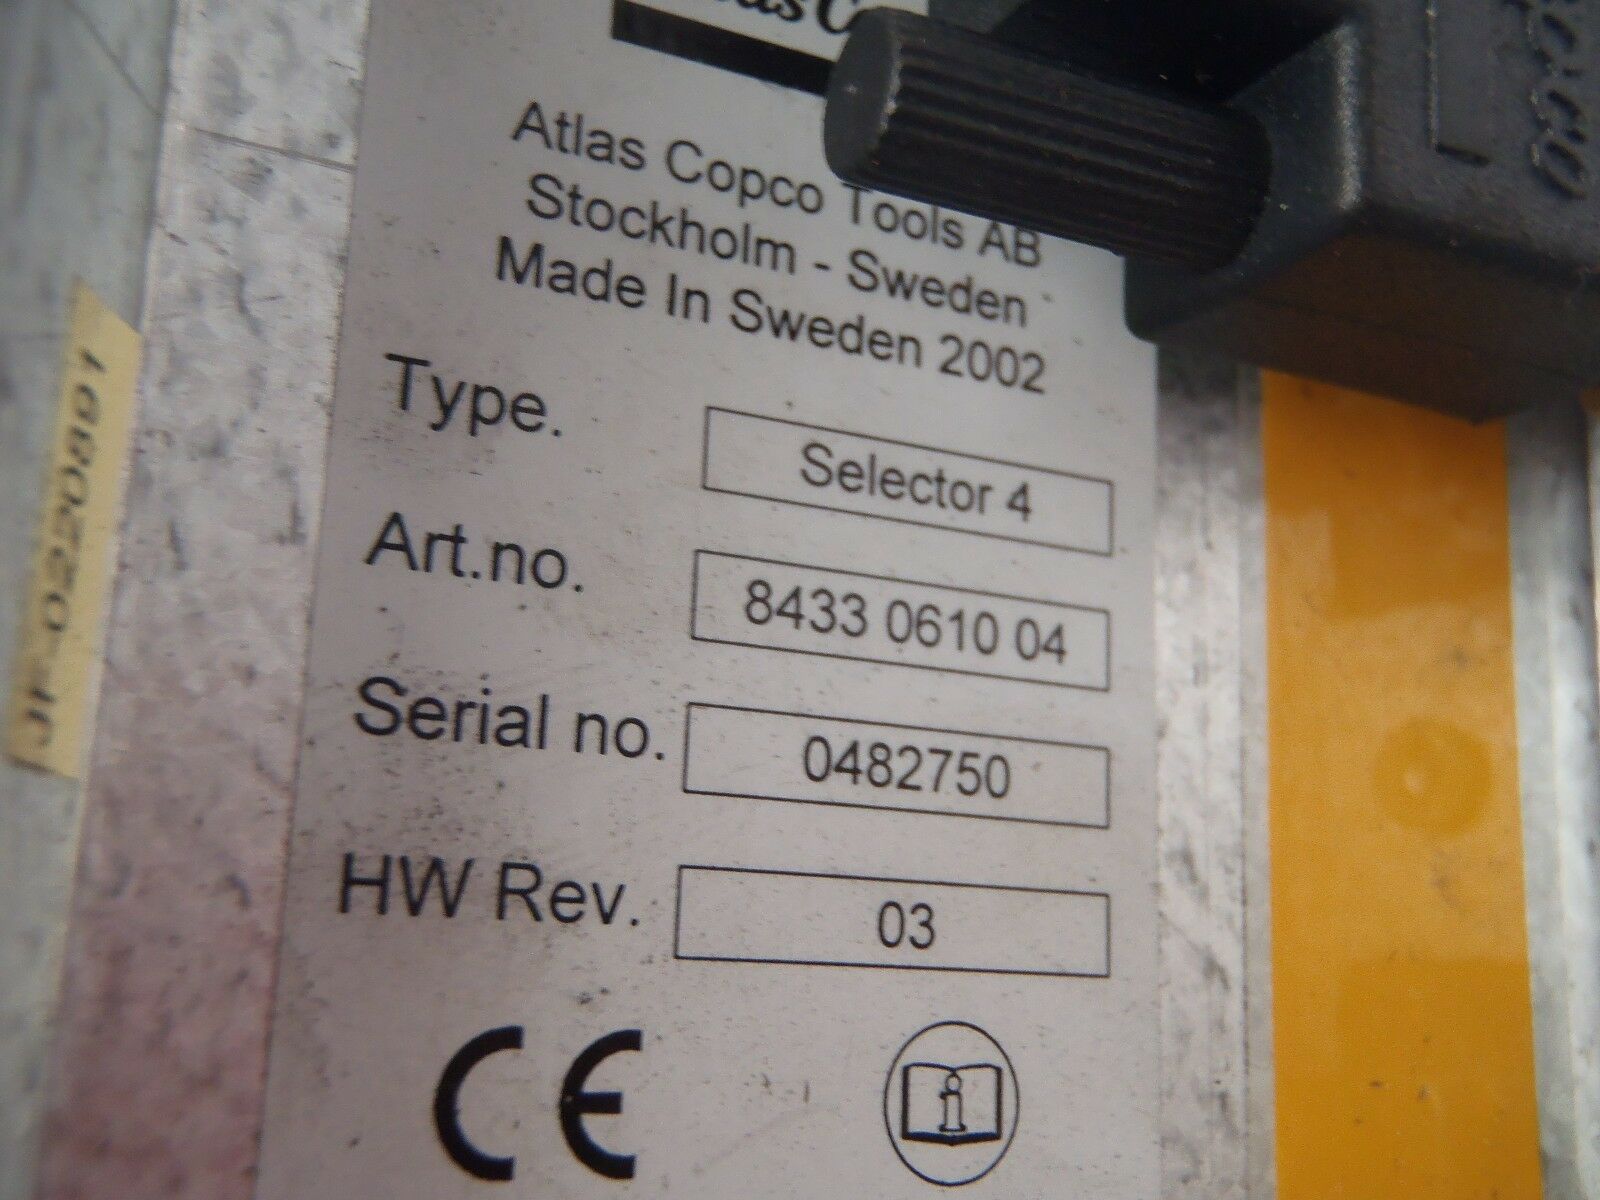 Atlas Copco Tools AB
Stockholm - Sweden
Made In Sweden 2002
Type. Selector 4
Art.no. 8433 0610 04
Serial no. 0482750
HW Rev. 03
CE
i